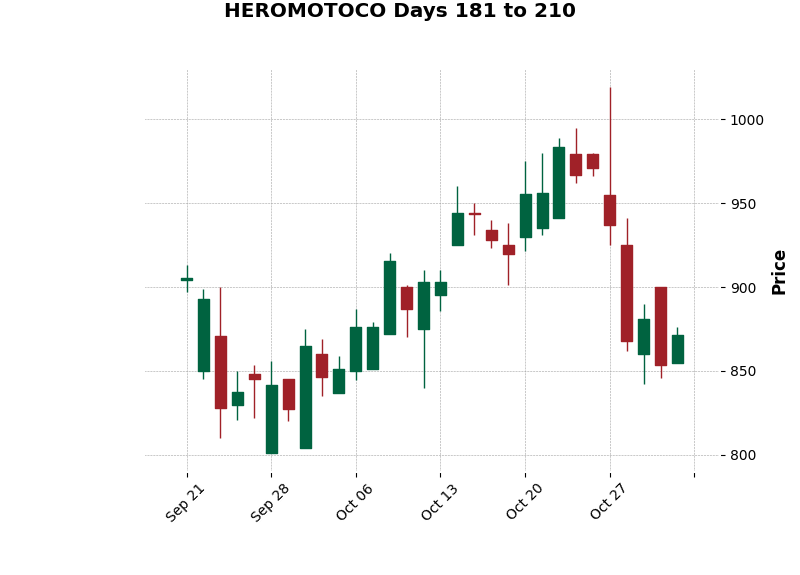 HEROMOTOCO Days 181 to 210
1000
950
900
850
800
Price
Sep 21
Sep 28
Oct 06
Oct 13
Oct 20
Oct 27